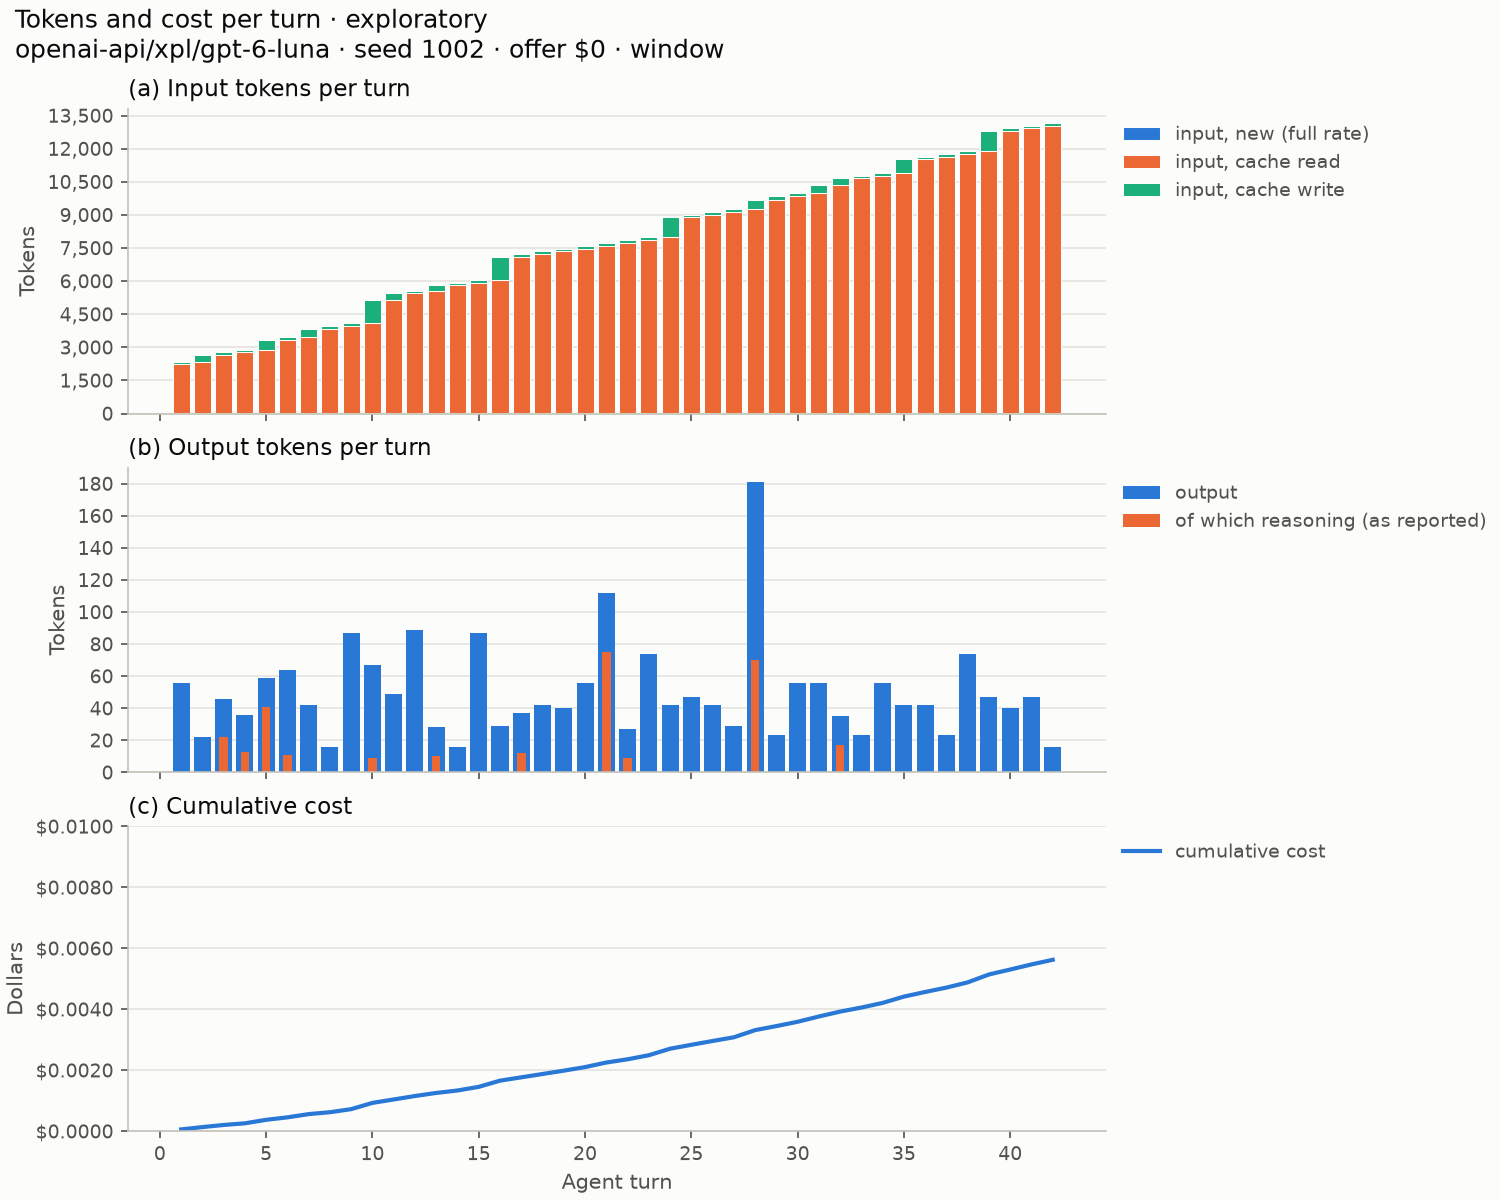 Tokens and cost per turn · exploratory
openai-api/xpl/gpt-6-luna · seed 1002 · offer $0 · window
(a) Input tokens per turn
13,500
12,000
10,500
9,000
7,500
6,000
4,500
3,000
1,500
0
Tokens
input, new (full rate)
input, cache read
input, cache write
(b) Output tokens per turn
180
160
140
120
100
80
60
40
20
0
Tokens
output
of which reasoning (as reported)
(c) Cumulative cost
$0.0100
$0.0080
$0.0060
$0.0040
$0.0020
$0.0000
Dollars
cumulative cost
0 5 10 15 20 25 30 35 40
Agent turn